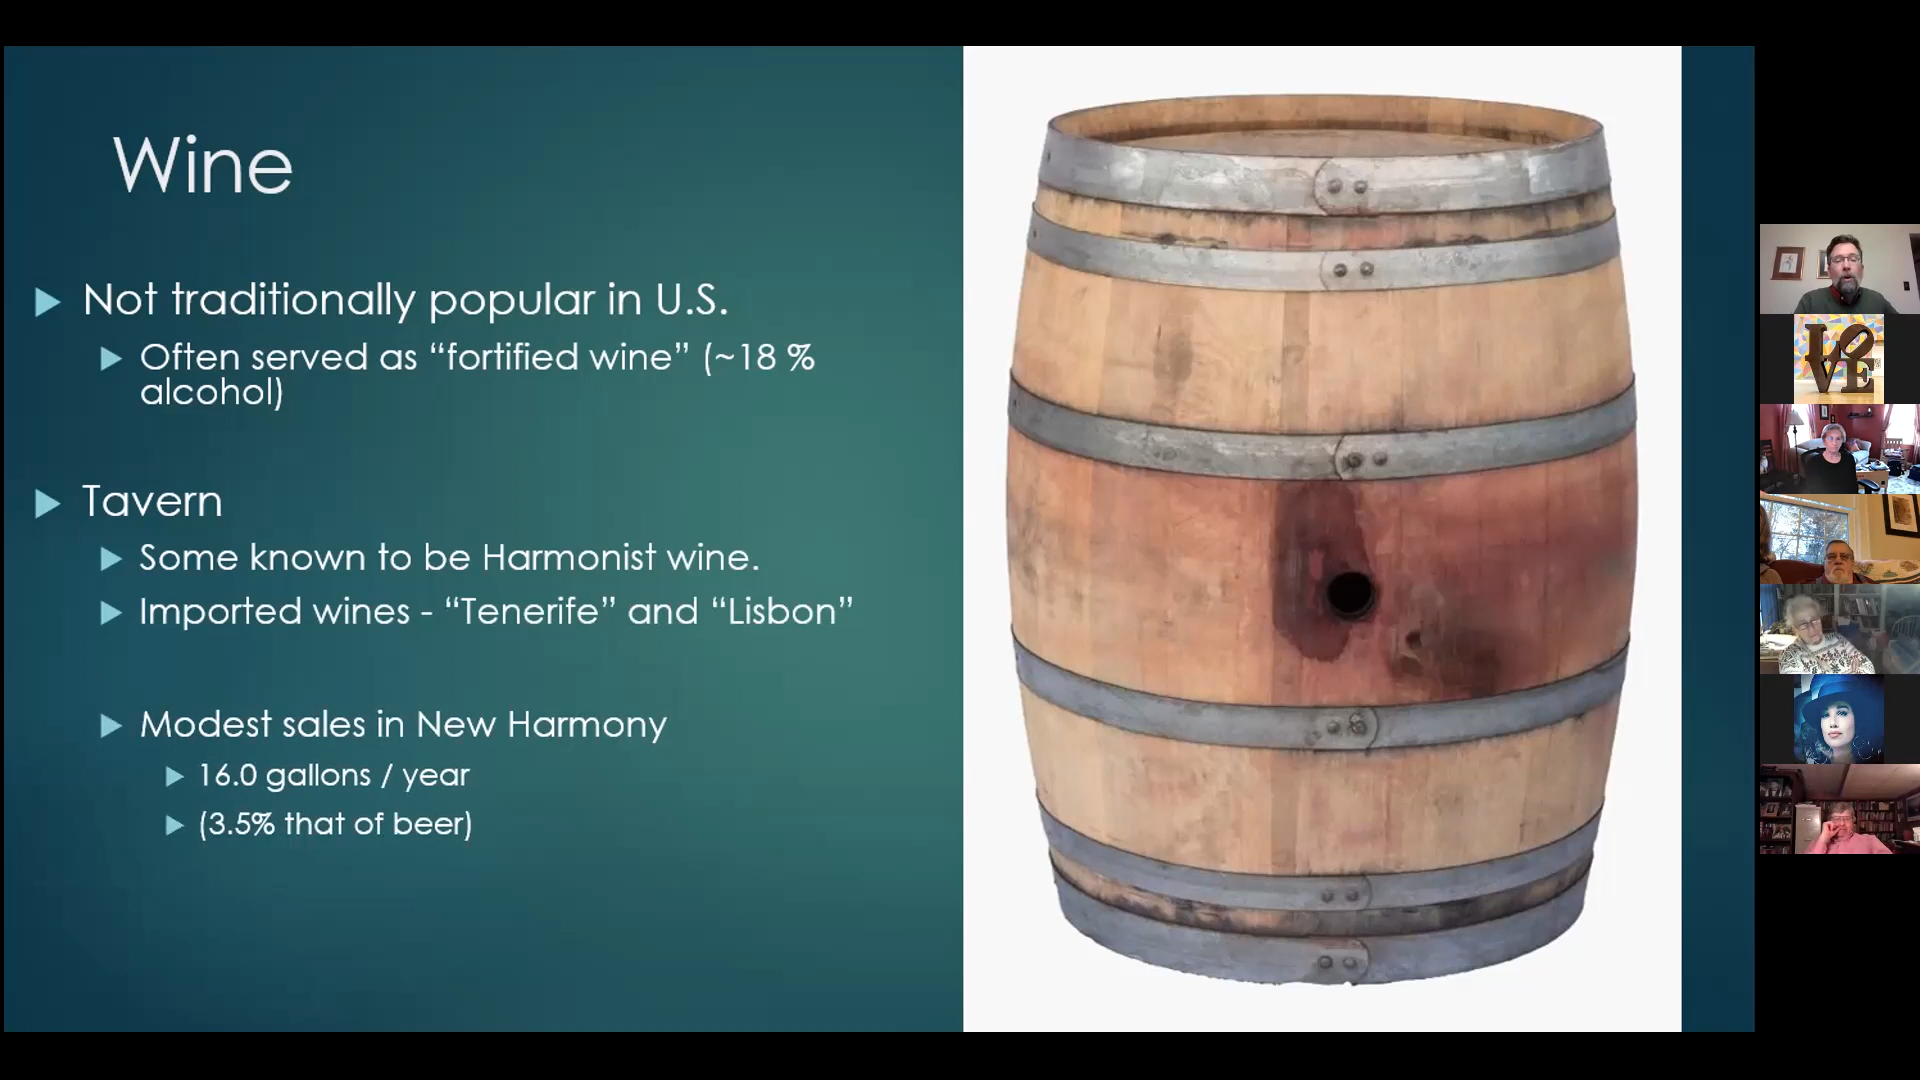 Wine
Not traditionally popular in U.S.
Often served as “fortified wine” (~18 %
alcohol)
Tavern
Some known to be Harmonist wine.
Imported wines - “Tenerife” and “Lisbon”
Modest sales in New Harmony
16.0 gallons / year
(3.5% that of beer)
LO
VE